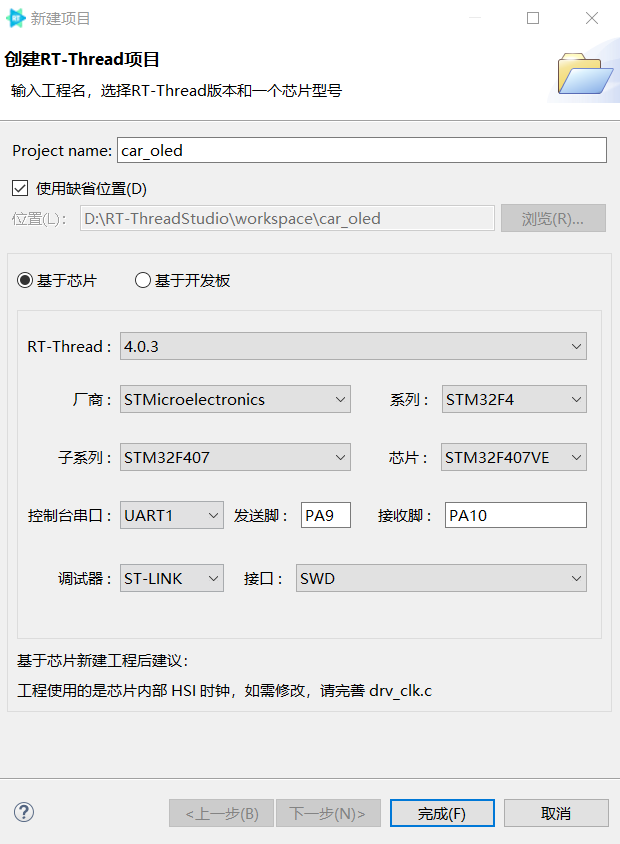 新建项目
创建RT-Thread项目
输入工程名，选择RT-Thread版本和一个芯片型号
Project name: car_oled
使用缺省位置(D)
位置(L): D:\RT-ThreadStudio\workspace\car_oled 浏览(R)...
基于芯片 基于开发板
RT-Thread : 4.0.3
厂商 : STMicroelectronics 系列 : STM32F4
子系列 : STM32F407 芯片 : STM32F407VE
控制台串口 : UART1 发送脚 : PA9 接收脚 : PA10
调试器 : ST-LINK 接口 : SWD
基于芯片新建工程后建议:
工程使用的是芯片内部 HSI 时钟，如需修改，请完善 drv_clk.c
? <上一步(B) 下一步(N)> 完成(F) 取消